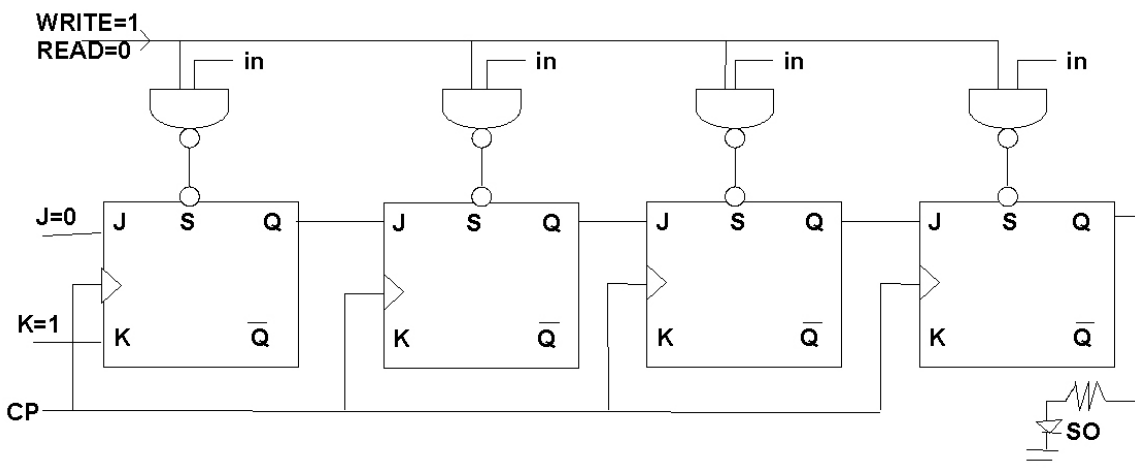 WRITE=1
READ=0
in in in in
J=0 J S Q J S Q J S Q J S Q
K=1 K Q̅ K Q̅ K Q̅ K Q̅
CP
SO